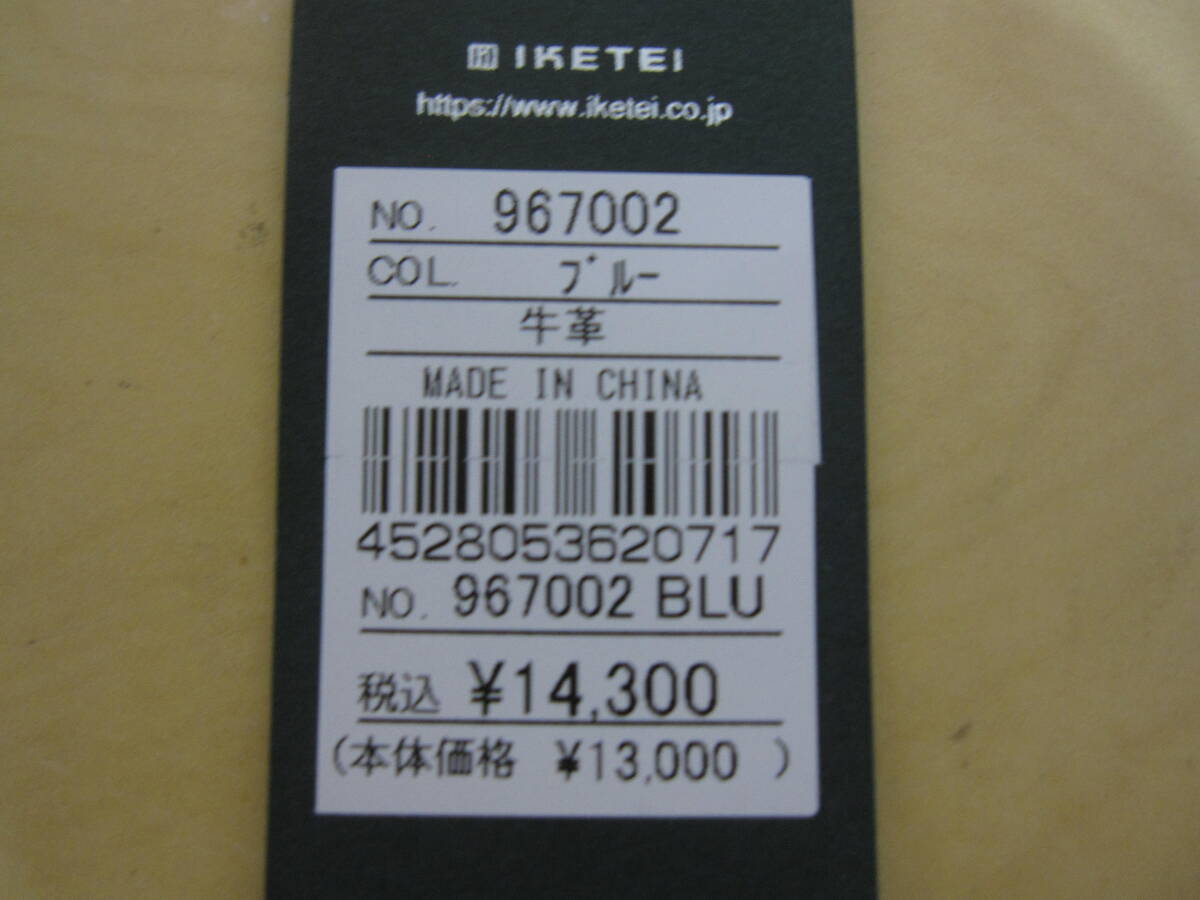 IKETEI
https://www.iketei.co.jp
NO. 967002
COL. ブルー
牛革
MADE IN CHINA
4528053620717
NO. 967002 BLU
税込 ¥14,300
(本体価格 ¥13,000 )